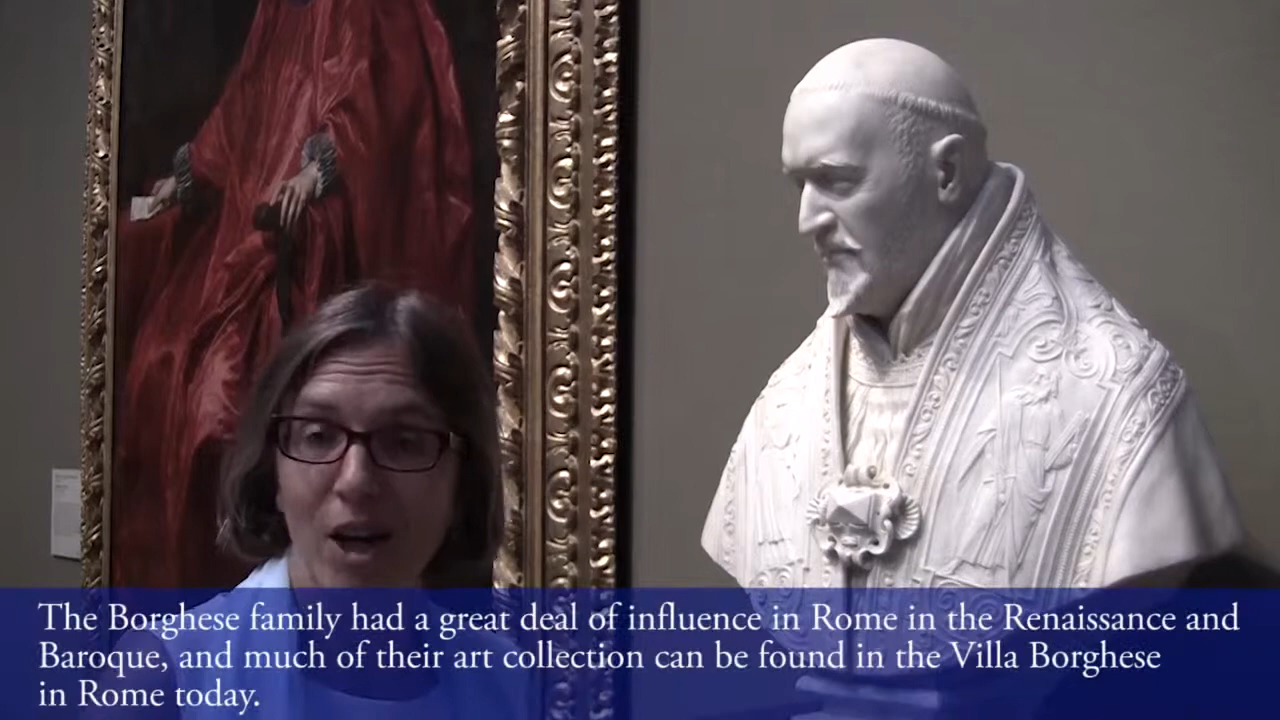 The Borghese family had a great deal of influence in Rome in the Renaissance and
Baroque, and much of their art collection can be found in the Villa Borghese
in Rome today.